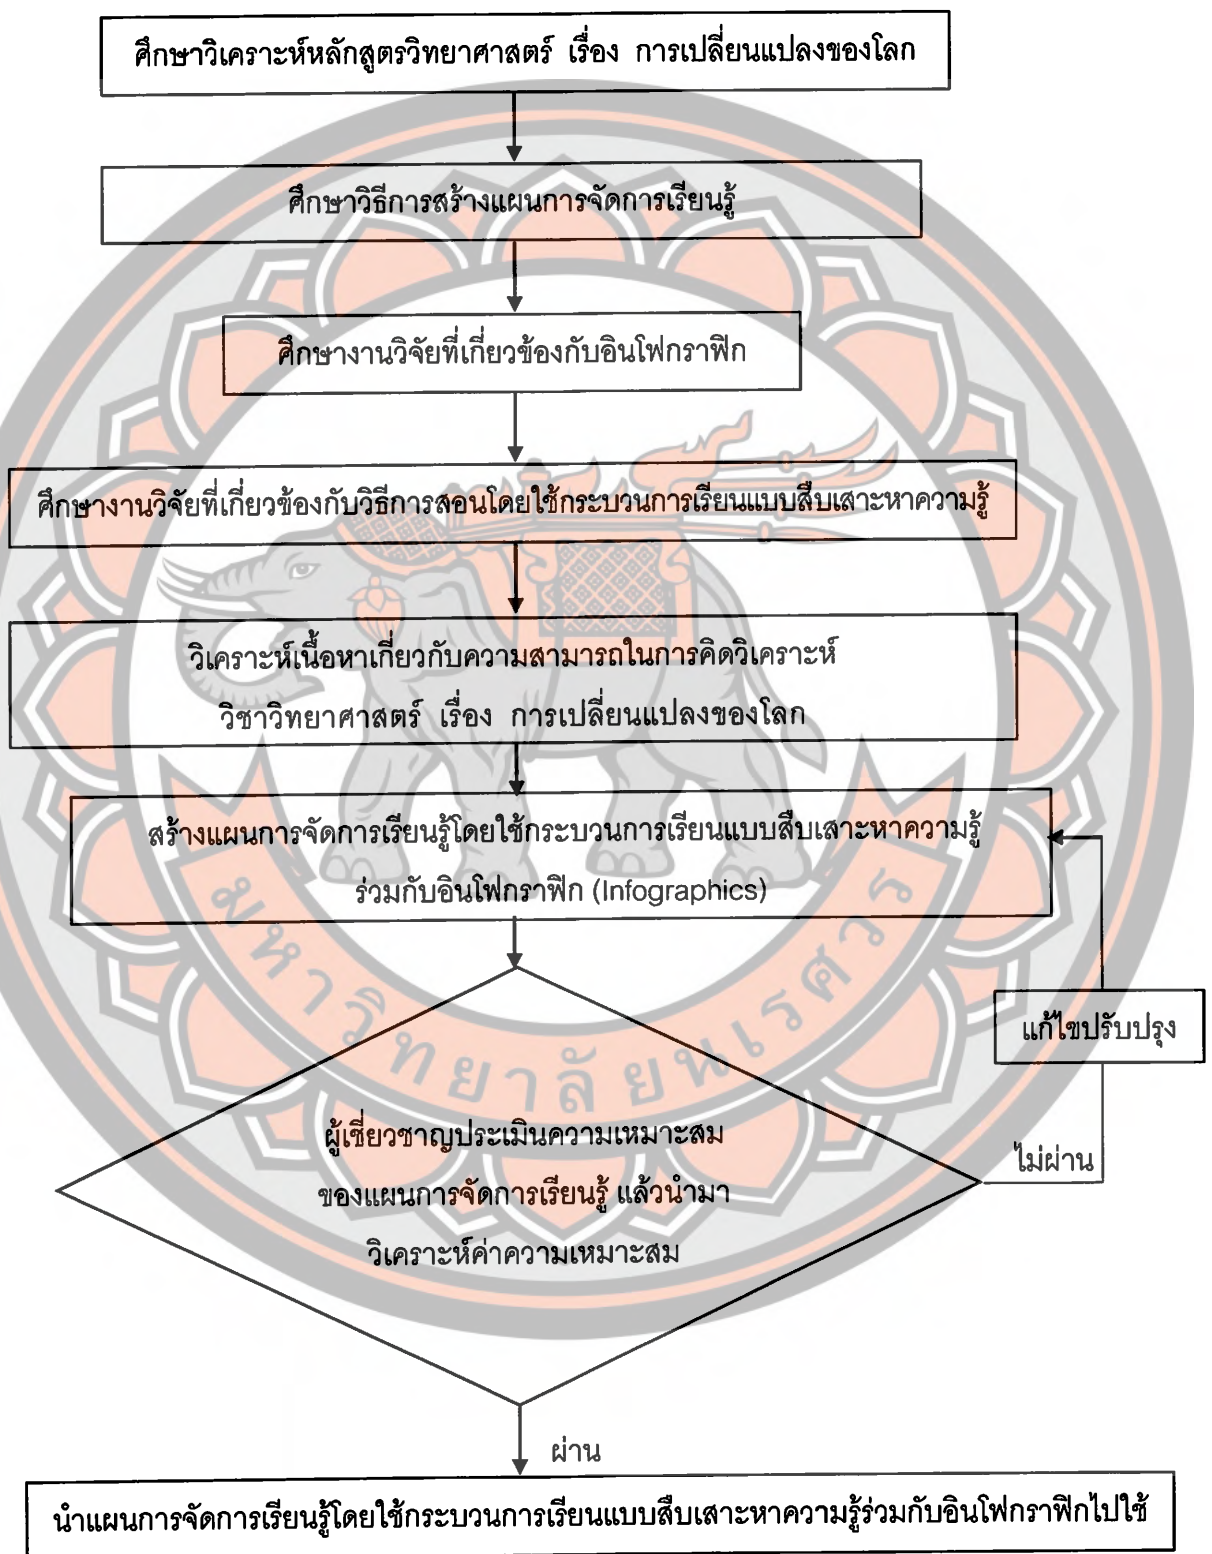 ศึกษาวิเคราะห์หลักสูตรวิทยาศาสตร์ เรื่อง การเปลี่ยนแปลงของโลก
ศึกษาวิธีการสร้างแผนการจัดการเรียนรู้
ศึกษางานวิจัยที่เกี่ยวข้องกับอินโฟกราฟิก
ศึกษางานวิจัยที่เกี่ยวข้องกับวิธีการสอนโดยใช้กระบวนการเรียนแบบสืบเสาะหาความรู้
วิเคราะห์เนื้อหาเกี่ยวกับความสามารถในการคิดวิเคราะห์
วิชาวิทยาศาสตร์ เรื่อง การเปลี่ยนแปลงของโลก
สร้างแผนการจัดการเรียนรู้โดยใช้กระบวนการเรียนแบบสืบเสาะหาความรู้
ร่วมกับอินโฟกราฟิก (Infographics)
มหาวิทยาลัยนเรศวร
แก้ไขปรับปรุง
ผู้เชี่ยวชาญประเมินความเหมาะสม
ของแผนการจัดการเรียนรู้ แล้วนำมา
วิเคราะห์ค่าความเหมาะสม
ไม่ผ่าน
ผ่าน
นำแผนการจัดการเรียนรู้โดยใช้กระบวนการเรียนแบบสืบเสาะหาความรู้ร่วมกับอินโฟกราฟิกไปใช้